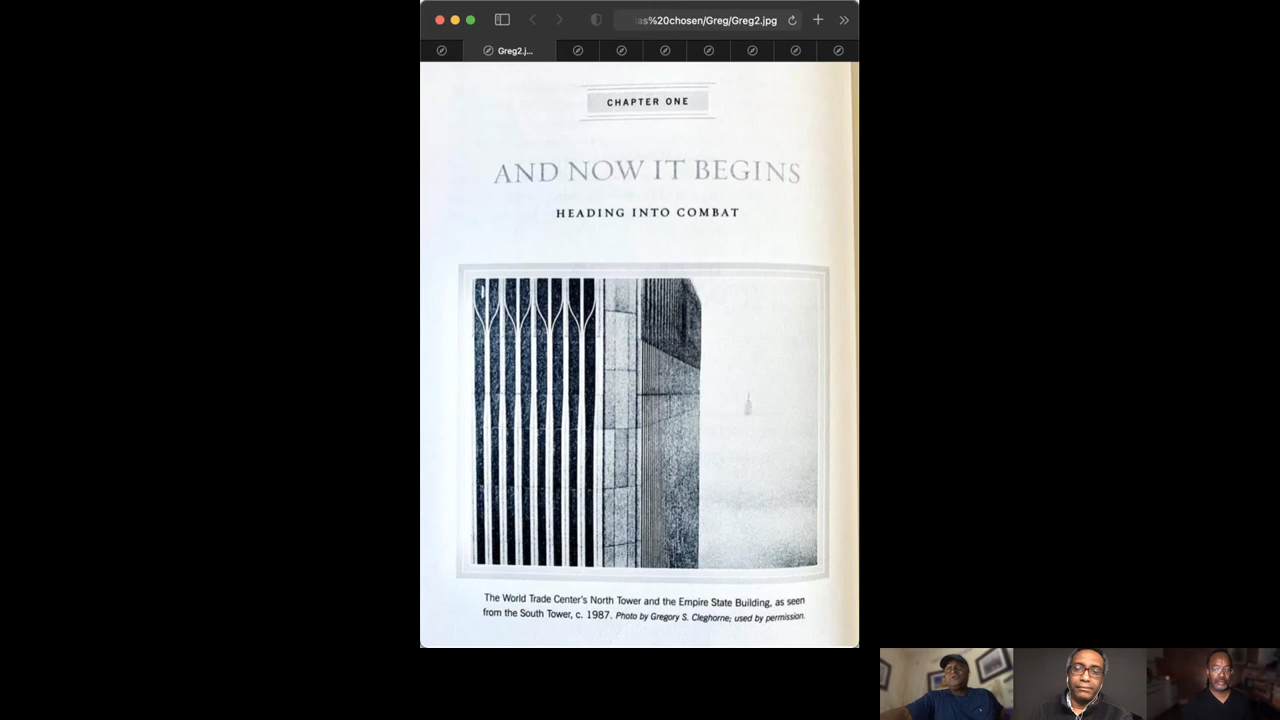 as%20chosen/Greg/Greg2.jpg
Greg2.j...
CHAPTER ONE
AND NOW IT BEGINS
HEADING INTO COMBAT
The World Trade Center's North Tower and the Empire State Building, as seen
from the South Tower, c. 1987. Photo by Gregory S. Cleghorne; used by permission.